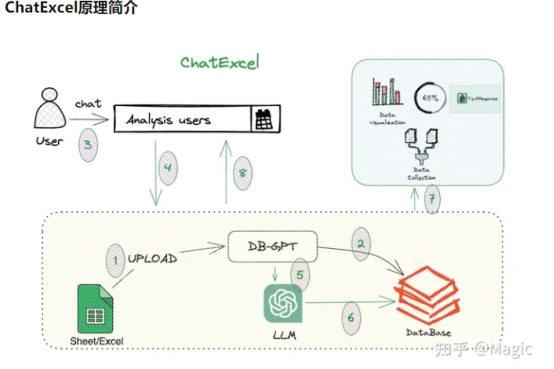 ChatExcel原理简介
ChatExcel
chat
User
3
Analysis users
4
8
65%
TextResponse
Data
visualization
Data
Collection
7
1
UPLOAD
DB-GPT
2
5
6
Sheet/Excel
LLM
DataBase
知乎 @Magic